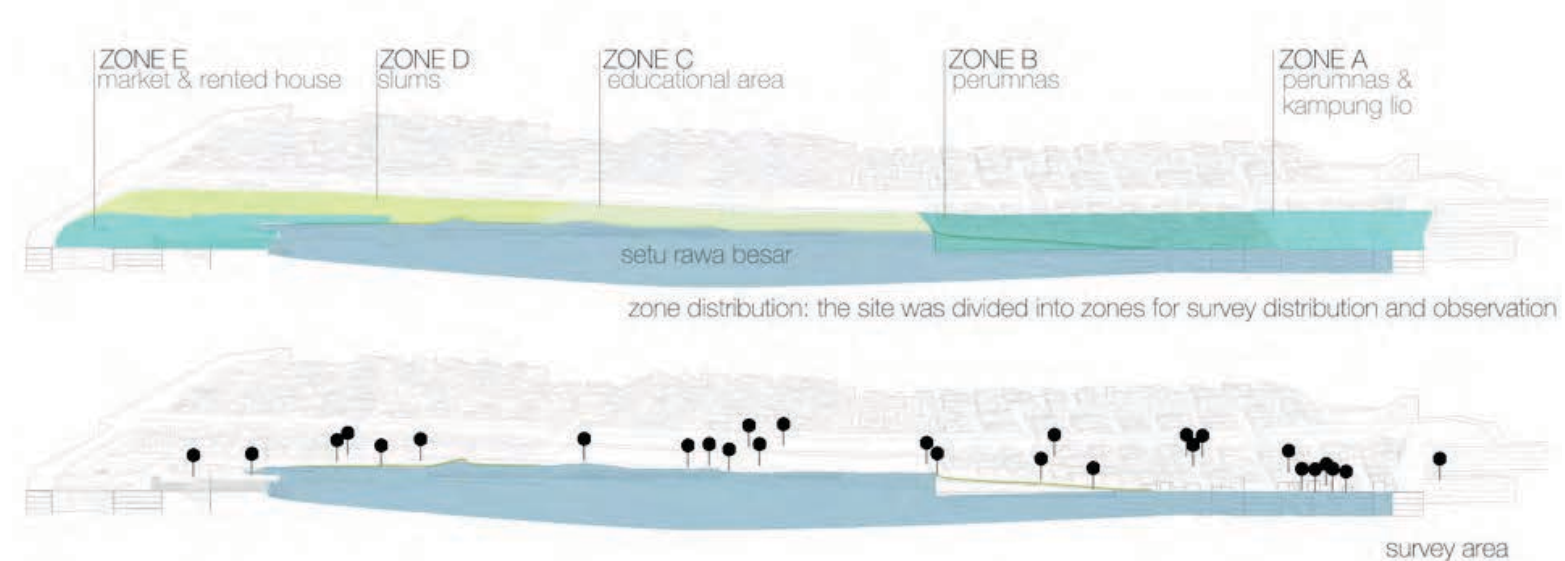 ZONE E
market & rented house
ZONE D
slums
ZONE C
educational area
ZONE B
perumnas
ZONE A
perumnas &
kampung lio
setu rawa besar
zone distribution: the site was divided into zones for survey distribution and observation
survey area